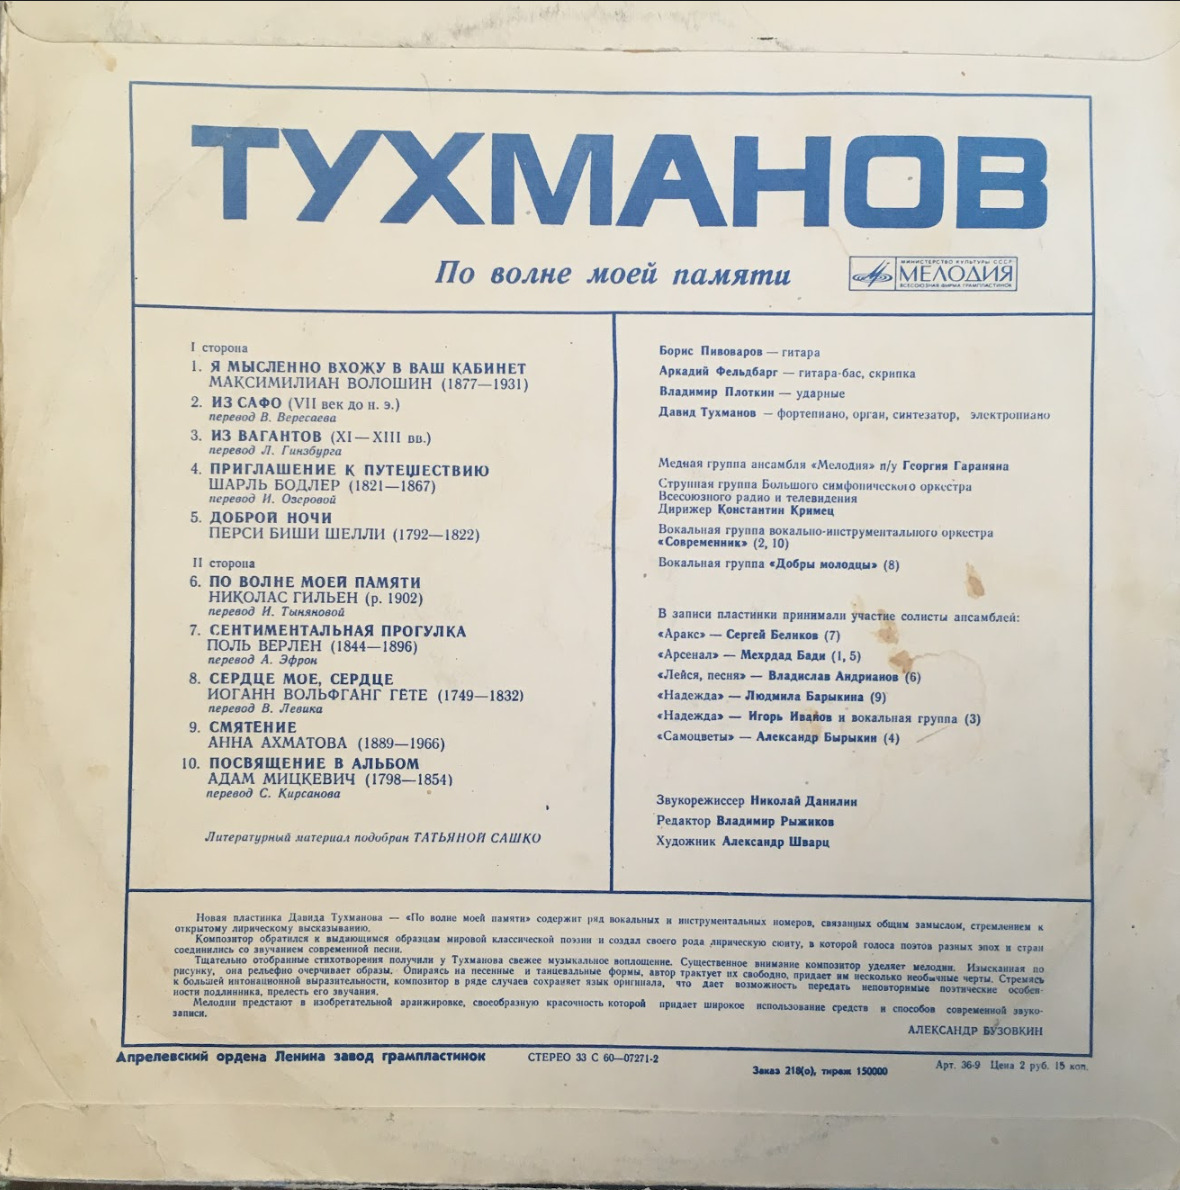 ТУХМАНОВ
По волне моей памяти
МИНИСТЕРСТВО КУЛЬТУРЫ СССР
МЕЛОДИЯ
ВСЕСОЮЗНАЯ ФИРМА ГРАМПЛАСТИНОК
I сторона
1. Я МЫСЛЕННО ВХОЖУ В ВАШ КАБИНЕТ
МАКСИМИЛИАН ВОЛОШИН (1877—1931)
2. ИЗ САФО (VII век до н. э.)
перевод В. Вересаева
3. ИЗ ВАГАНТОВ (XI—XIII вв.)
перевод Л. Гинзбурга
4. ПРИГЛАШЕНИЕ К ПУТЕШЕСТВИЮ
ШАРЛЬ БОДЛЕР (1821—1867)
перевод И. Озеровой
5. ДОБРОЙ НОЧИ
ПЕРСИ БИШИ ШЕЛЛИ (1792—1822)
II сторона
6. ПО ВОЛНЕ МОЕЙ ПАМЯТИ
НИКОЛАС ГИЛЬЕН (р. 1902)
перевод И. Тыняновой
7. СЕНТИМЕНТАЛЬНАЯ ПРОГУЛКА
ПОЛЬ ВЕРЛЕН (1844—1896)
перевод А. Эфрон
8. СЕРДЦЕ МОЕ, СЕРДЦЕ
ИОГАНН ВОЛЬФГАНГ ГЕТЕ (1749—1832)
перевод В. Левика
9. СМЯТЕНИЕ
АННА АХМАТОВА (1889—1966)
10. ПОСВЯЩЕНИЕ В АЛЬБОМ
АДАМ МИЦКЕВИЧ (1798—1854)
перевод С. Кирсанова
Литературный материал подобран ТАТЬЯНОЙ САШКО
Борис Пивоваров — гитара
Аркадий Фельдбарг — гитара-бас, скрипка
Владимир Плоткин — ударные
Давид Тухманов — фортепиано, орган, синтезатор, электропиано
Медная группа ансамбля «Мелодия» п/у Георгия Гараняна
Струнная группа Большого симфонического оркестра
Всесоюзного радио и телевидения
Дирижер Константин Кримец
Вокальная группа вокально-инструментального оркестра
«Современник» (2, 10)
Вокальная группа «Добры молодцы» (8)
В записи пластинки принимали участие солисты ансамблей:
«Аракс» — Сергей Беликов (7)
«Арсенал» — Мехрдад Бади (1, 5)
«Лейся, песня» — Владислав Андрианов (6)
«Надежда» — Людмила Барыкина (9)
«Надежда» — Игорь Иванов и вокальная группа (3)
«Самоцветы» — Александр Бырыкин (4)
Звукорежиссер Николай Данилин
Редактор Владимир Рыжиков
Художник Александр Шварц
Новая пластинка Давида Тухманова — «По волне моей памяти» содержит ряд вокальных и инструментальных номеров, связанных общим замыслом, стремлением к
открытому лирическому высказыванию.
Композитор обратился к выдающимся образцам мировой классической поэзии и создал своего рода лирическую сюиту, в которой голоса поэтов разных эпох и стран
соединились со звучанием современной песни.
Тщательно отобранные стихотворения получили у Тухманова свежее музыкальное воплощение. Существенное внимание композитор уделяет мелодии. Изысканная по
рисунку, она рельефно очерчивает образы. Опираясь на песенные и танцевальные формы, автор трактует их свободно, придает им несколько необычные черты. Стремясь
к большей интонационной выразительности, композитор в ряде случаев сохраняет язык оригинала, что дает возможность передать неповторимые поэтические особен-
ности подлинника, прелесть его звучания.
Мелодии предстают в изобретательной аранжировке, своеобразную красочность которой придает широкое использование средств и способов современной звуко-
записи.
АЛЕКСАНДР БУЗОВКИН
Апрелевский ордена Ленина завод грампластинок
СТЕРЕО 33 С 60—07271-2
Заказ 218(о), тираж 150000
Арт. 36-9 Цена 2 руб. 15 коп.